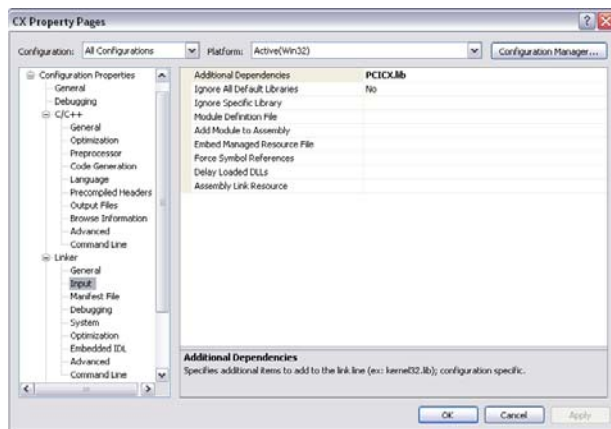 CX Property Pages
Configuration: All Configurations Platform: Active(Win32) Configuration Manager...
Configuration Properties
General
Debugging
C/C++
General
Optimization
Preprocessor
Code Generation
Language
Precompiled Headers
Output Files
Browse Information
Advanced
Command Line
Linker
General
Input
Manifest File
Debugging
System
Optimization
Embedded IDL
Advanced
Command Line
Additional Dependencies PCICX.lib
Ignore All Default Libraries No
Ignore Specific Library
Module Definition File
Add Module to Assembly
Embed Managed Resource File
Force Symbol References
Delay Loaded DLLs
Assembly Link Resource
Additional Dependencies
Specifies additional items to add to the link line (ex: kernel32.lib); configuration specific.
OK Cancel Apply